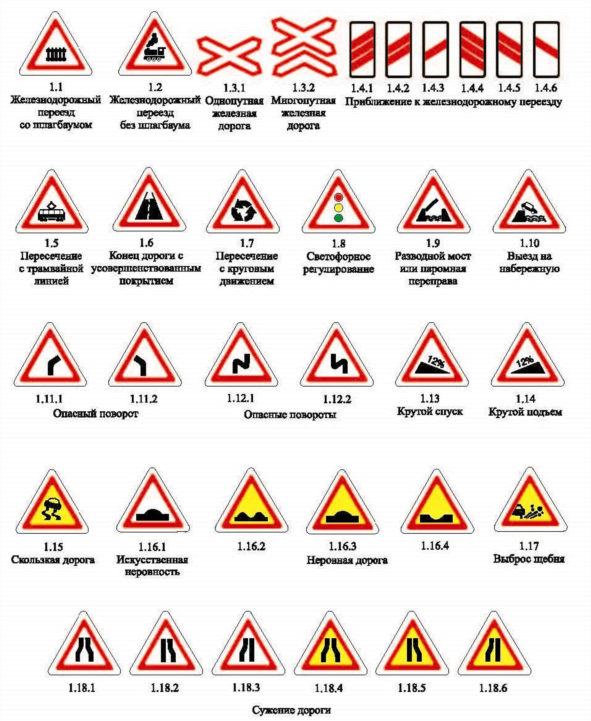 1.1 1.2 1.3.1 1.3.2 1.4.1 1.4.2 1.4.3 1.4.4 1.4.5 1.4.6
Железнодорожный Железнодорожный Однопутная Многопутная Приближение к железнодорожному переезду
переезд переезд железная железная
со шлагбаумом без шлагбаума дорога дорога
1.5 1.6 1.7 1.8 1.9 1.10
Пересечение Конец дороги с Пересечение Светофорное Разводной мост Выезд на
с трамвайной усовершенствованным с круговым регулирование или паромная набережную
линией покрытием движением переправа
12% 12%
1.11.1 1.11.2 1.12.1 1.12.2 1.13 1.14
Опасный поворот Опасные повороты Крутой спуск Крутой подъем
1.15 1.16.1 1.16.2 1.16.3 1.16.4 1.17
Скользкая дорога Искусственная Неровная дорога Выброс щебня
неровность
1.18.1 1.18.2 1.18.3 1.18.4 1.18.5 1.18.6
Сужение дороги